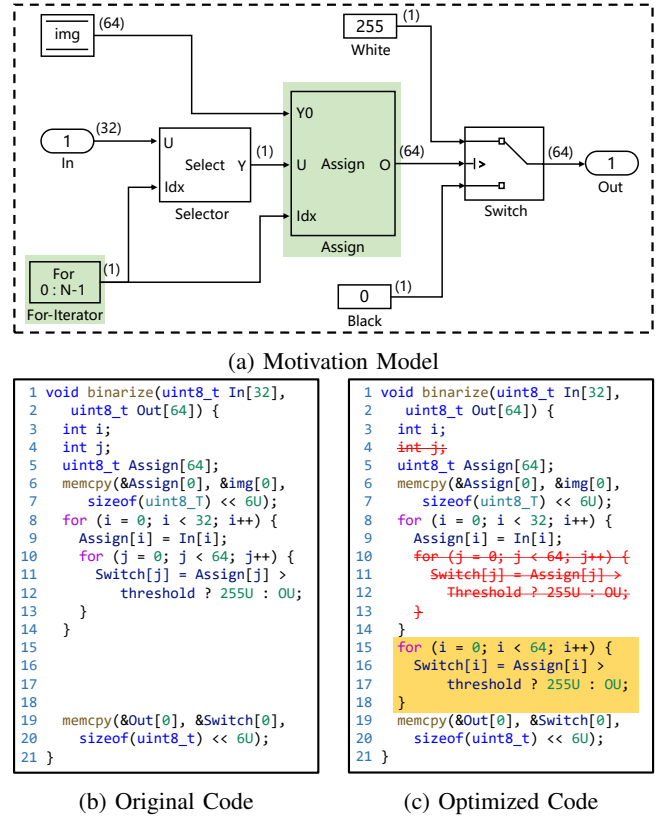 img
(64)
(1)
255
White
Y0
1
In
(32)
U
Select
Y
Idx
Selector
(1)
U
Assign
O
Idx
Assign
(64)
Switch
(64)
1
Out
For
0 : N-1
For-Iterator
(1)
(1)
0
Black
(a) Motivation Model
1 void binarize(uint8_t In[32],
2 uint8_t Out[64]) {
3 int i;
4 int j;
5 uint8_t Assign[64];
6 memcpy(&Assign[0], &img[0],
7 sizeof(uint8_T) << 6U);
8 for (i = 0; i < 32; i++) {
9 Assign[i] = In[i];
10 for (j = 0; j < 64; j++) {
11 Switch[j] = Assign[j] >
12 threshold ? 255U : OU;
13 }
14 }
15
16
17
18
19 memcpy(&Out[0], &Switch[0],
20 sizeof(uint8_t) << 6U);
21 }
(b) Original Code
1 void binarize(uint8_t In[32],
2 uint8_t Out[64]) {
3 int i;
4 int j;
5 uint8_t Assign[64];
6 memcpy(&Assign[0], &img[0],
7 sizeof(uint8_T) << 6U);
8 for (i = 0; i < 32; i++) {
9 Assign[i] = In[i];
10 for (j = 0; j < 64; j++) {
11 Switch[j] = Assign[j] >
12 Threshold ? 255U : OU;
13 }
14 }
15 for (i = 0; i < 64; i++) {
16 Switch[i] = Assign[i] >
17 threshold ? 255U : OU;
18 }
19 memcpy(&Out[0], &Switch[0],
20 sizeof(uint8_t) << 6U);
21 }
(c) Optimized Code